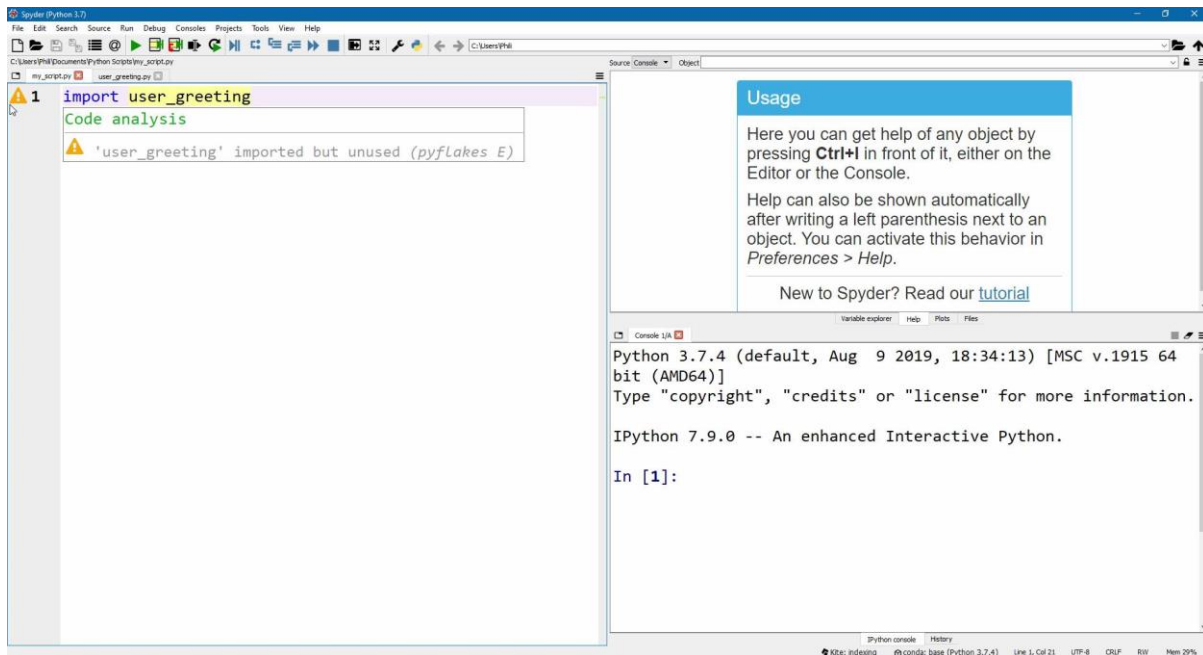 Spyder (Python 3.7)
File Edit Search Source Run Debug Consoles Projects Tools View Help
C:\Users\Phili
C:\Users\Phili\Documents\Python Scripts\my_script.py
my_script.py user_greeting.py
1 import user_greeting
Code analysis
'user_greeting' imported but unused (pyflakes E)
Source Console Object
Usage
Here you can get help of any object by
pressing Ctrl+I in front of it, either on the
Editor or the Console.
Help can also be shown automatically
after writing a left parenthesis next to an
object. You can activate this behavior in
Preferences > Help.
New to Spyder? Read our tutorial
Variable explorer Help Plots Files
Console 1/A
Python 3.7.4 (default, Aug 9 2019, 18:34:13) [MSC v.1915 64
bit (AMD64)]
Type "copyright", "credits" or "license" for more information.
IPython 7.9.0 -- An enhanced Interactive Python.
In [1]:
IPython console History
Kite: indexing conda: base (Python 3.7.4) Line 1, Col 21 UTF-8 CRLF RW Mem 29%